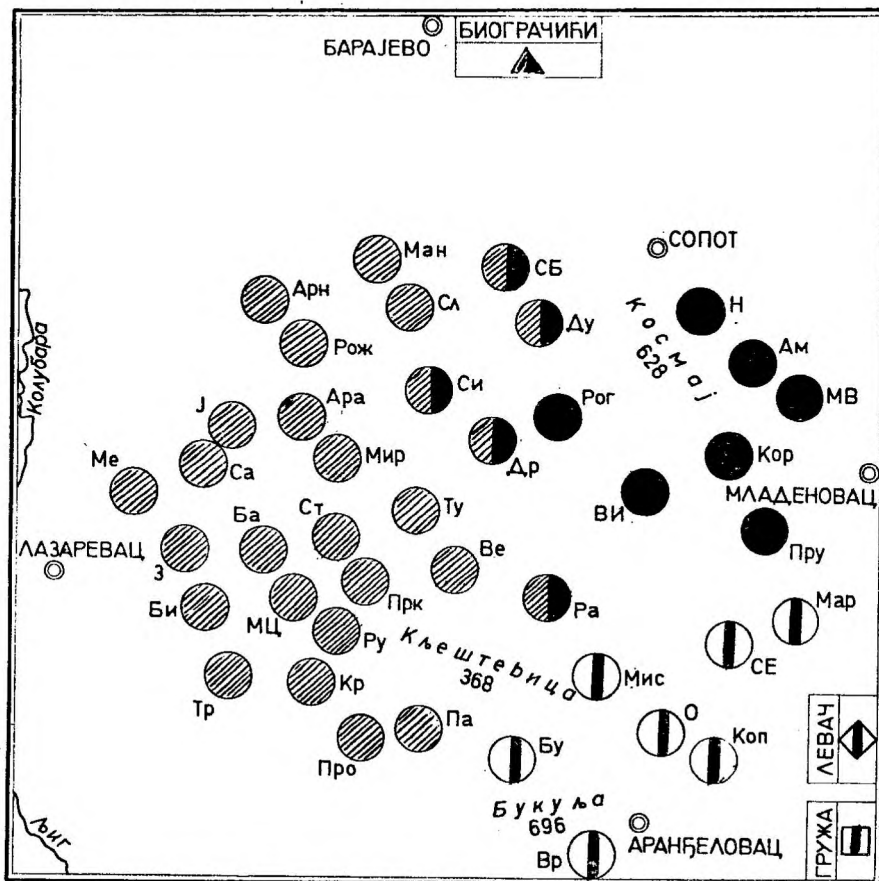 БИОГРАЧИЋИ
БАРАЈЕВО
СОПОТ
Ман
СБ
Арн
Сл
Ду
Н
Рож
Космај
628
Ам
Колубара
Си
Рог
МВ
Ј
Ара
Мир
Др
Кор
Ме
Са
МЛАДЕНОВАЦ
ВИ
Ту
Ст
Ба
Пру
ЛАЗАРЕВАЦ
З
Ве
Прк
Би
МЦ
Ра
Мар
Ру
Кљештевица
368
СЕ
Мис
Тр
Кр
О
Па
Коп
ЛЕВАЧ
Про
Бу
Букуља
696
Љиг
АРАНЂЕЛОВАЦ
Вр
ГРУЖА